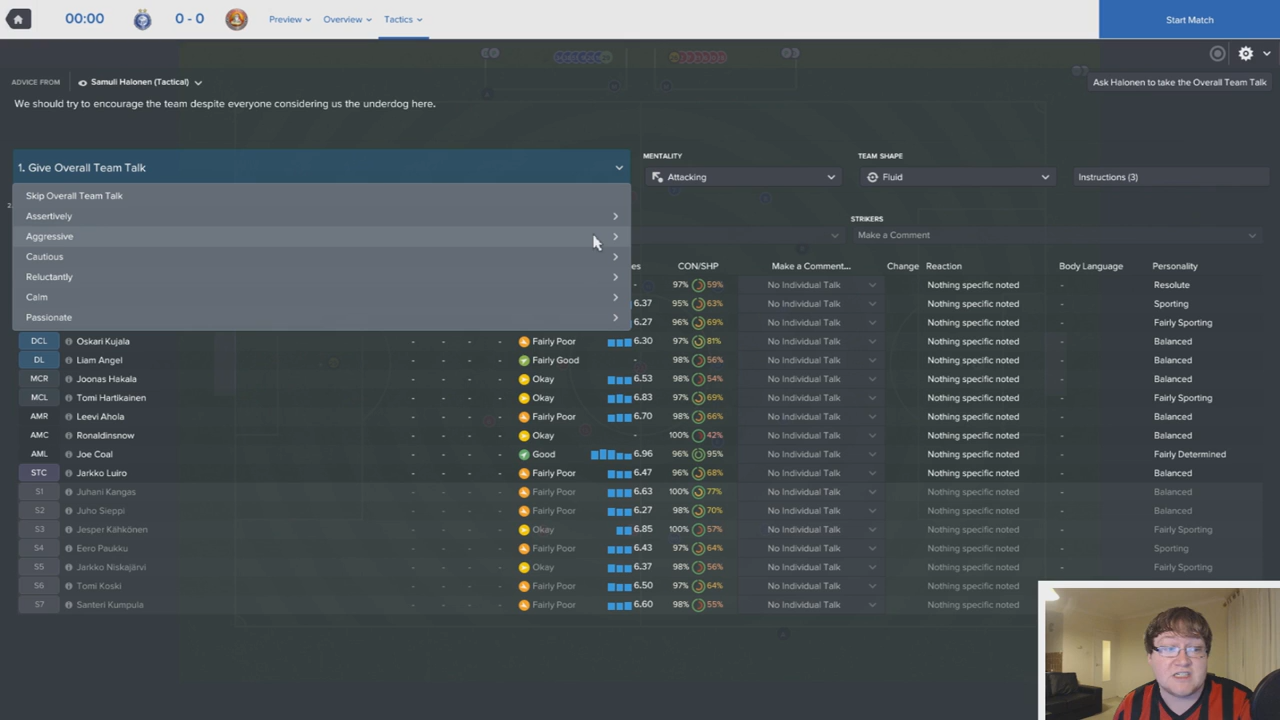 00:00 0 - 0 Preview Overview Tactics Start Match
ADVICE FROM Samuli Halonen (Tactical) Ask Halonen to take the Overall Team Talk
We should try to encourage the team despite everyone considering us the underdog here.
1. Give Overall Team Talk
MENTALITY TEAM SHAPE
Attacking Fluid Instructions (3)
Skip Overall Team Talk
Assertively
Aggressive
Cautious
Reluctantly
Calm
Passionate
STRIKERS
Make a Comment
CON/SHP Make a Comment... Change Reaction Body Language Personality
- 97% 59% No Individual Talk Nothing specific noted - Resolute
6.37 95% 63% No Individual Talk Nothing specific noted - Sporting
6.27 96% 69% No Individual Talk Nothing specific noted - Fairly Sporting
DCL Oskari Kujala - - - - Fairly Poor 6.30 97% 81% No Individual Talk Nothing specific noted - Balanced
DL Liam Angel - - - - Fairly Good - 98% 56% No Individual Talk Nothing specific noted - Balanced
MCR Joonas Hakala - - - - Okay 6.53 98% 54% No Individual Talk Nothing specific noted - Balanced
MCL Tomi Hartikainen - - - - Okay 6.83 97% 69% No Individual Talk Nothing specific noted - Fairly Sporting
AMR Leevi Ahola - - - - Fairly Poor 6.70 98% 66% No Individual Talk Nothing specific noted - Balanced
AMC Ronaldinsnow - - - - Okay - 100% 42% No Individual Talk Nothing specific noted - Balanced
AML Joe Coal - - - - Good 6.96 96% 95% No Individual Talk Nothing specific noted - Fairly Determined
STC Jarkko Luiro - - - - Fairly Poor 6.47 96% 68% No Individual Talk Nothing specific noted - Balanced
S1 Juhani Kangas - - - - Fairly Poor 6.63 100% 77% No Individual Talk Nothing specific noted - Balanced
S2 Juho Sieppi - - - - Fairly Poor 6.27 98% 70% No Individual Talk Nothing specific noted - Balanced
S3 Jesper Kähkönen - - - - Okay 6.85 100% 57% No Individual Talk Nothing specific noted - Fairly Sporting
S4 Eero Paukku - - - - Fairly Poor 6.43 97% 64% No Individual Talk Nothing specific noted - Sporting
S5 Jarkko Niskajärvi - - - - Okay 6.37 98% 56% No Individual Talk Nothing specific noted - Fairly Sporting
S6 Tomi Koski - - - - Fairly Poor 6.50 97% 64% No Individual Talk Nothing specific noted - Balanced
S7 Santeri Kumpula - - - - Fairly Poor 6.60 98% 55% No Individual Talk Nothing specific noted - Balanced